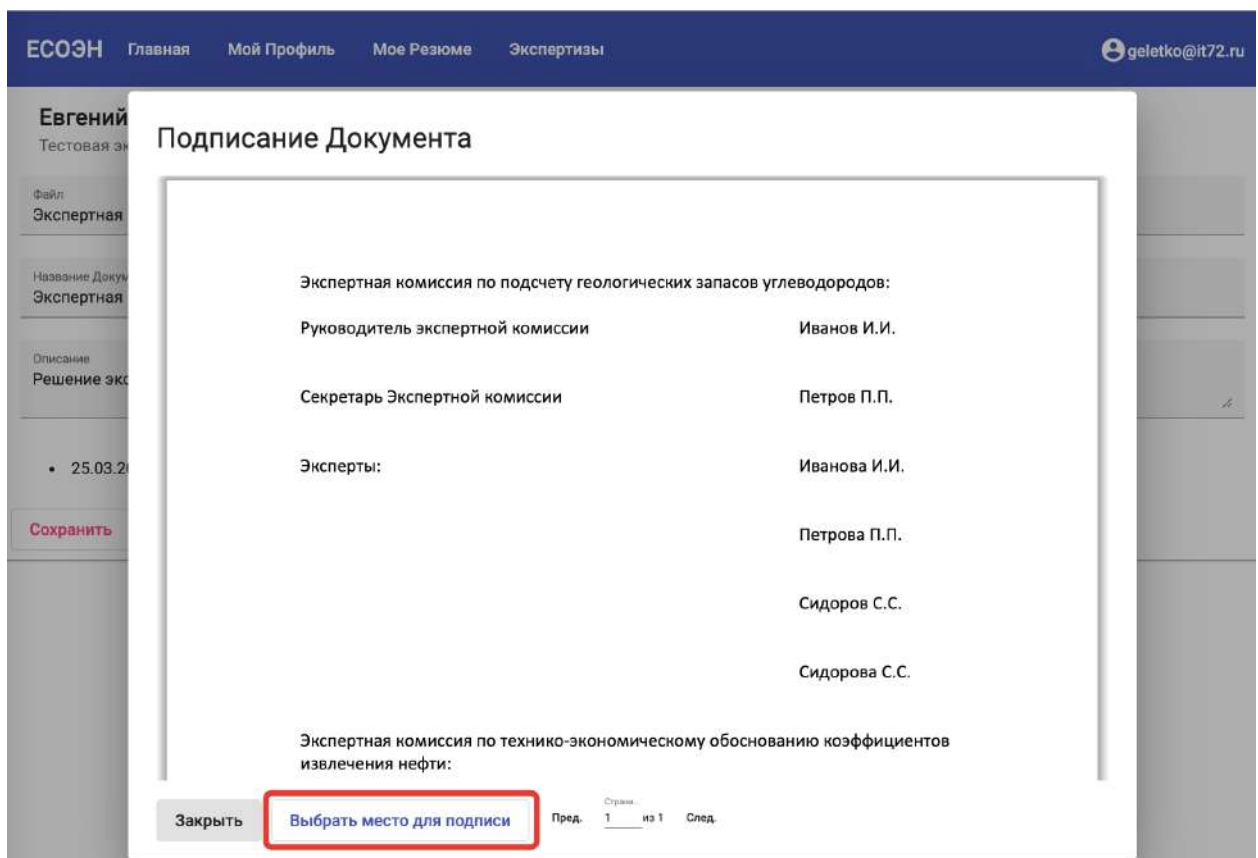 ЕСОЭН Главная Мой Профиль Мое Резюме Экспертизы geletko@it72.ru
Евгений
Тестовая
Подписание Документа
Файл
Экспертная
Название
Экспертная
Описание
Решение
25.03.2
Сохранить
Экспертная комиссия по подсчету геологических запасов углеводородов:
Руководитель экспертной комиссии Иванов И.И.
Секретарь Экспертной комиссии Петров П.П.
Эксперты: Иванова И.И.
Петрова П.П.
Сидоров С.С.
Сидорова С.С.
Экспертная комиссия по технико-экономическому обоснованию коэффициентов
извлечения нефти:
Закрыть Выбрать место для подписи Пред. 1 из 1 След.